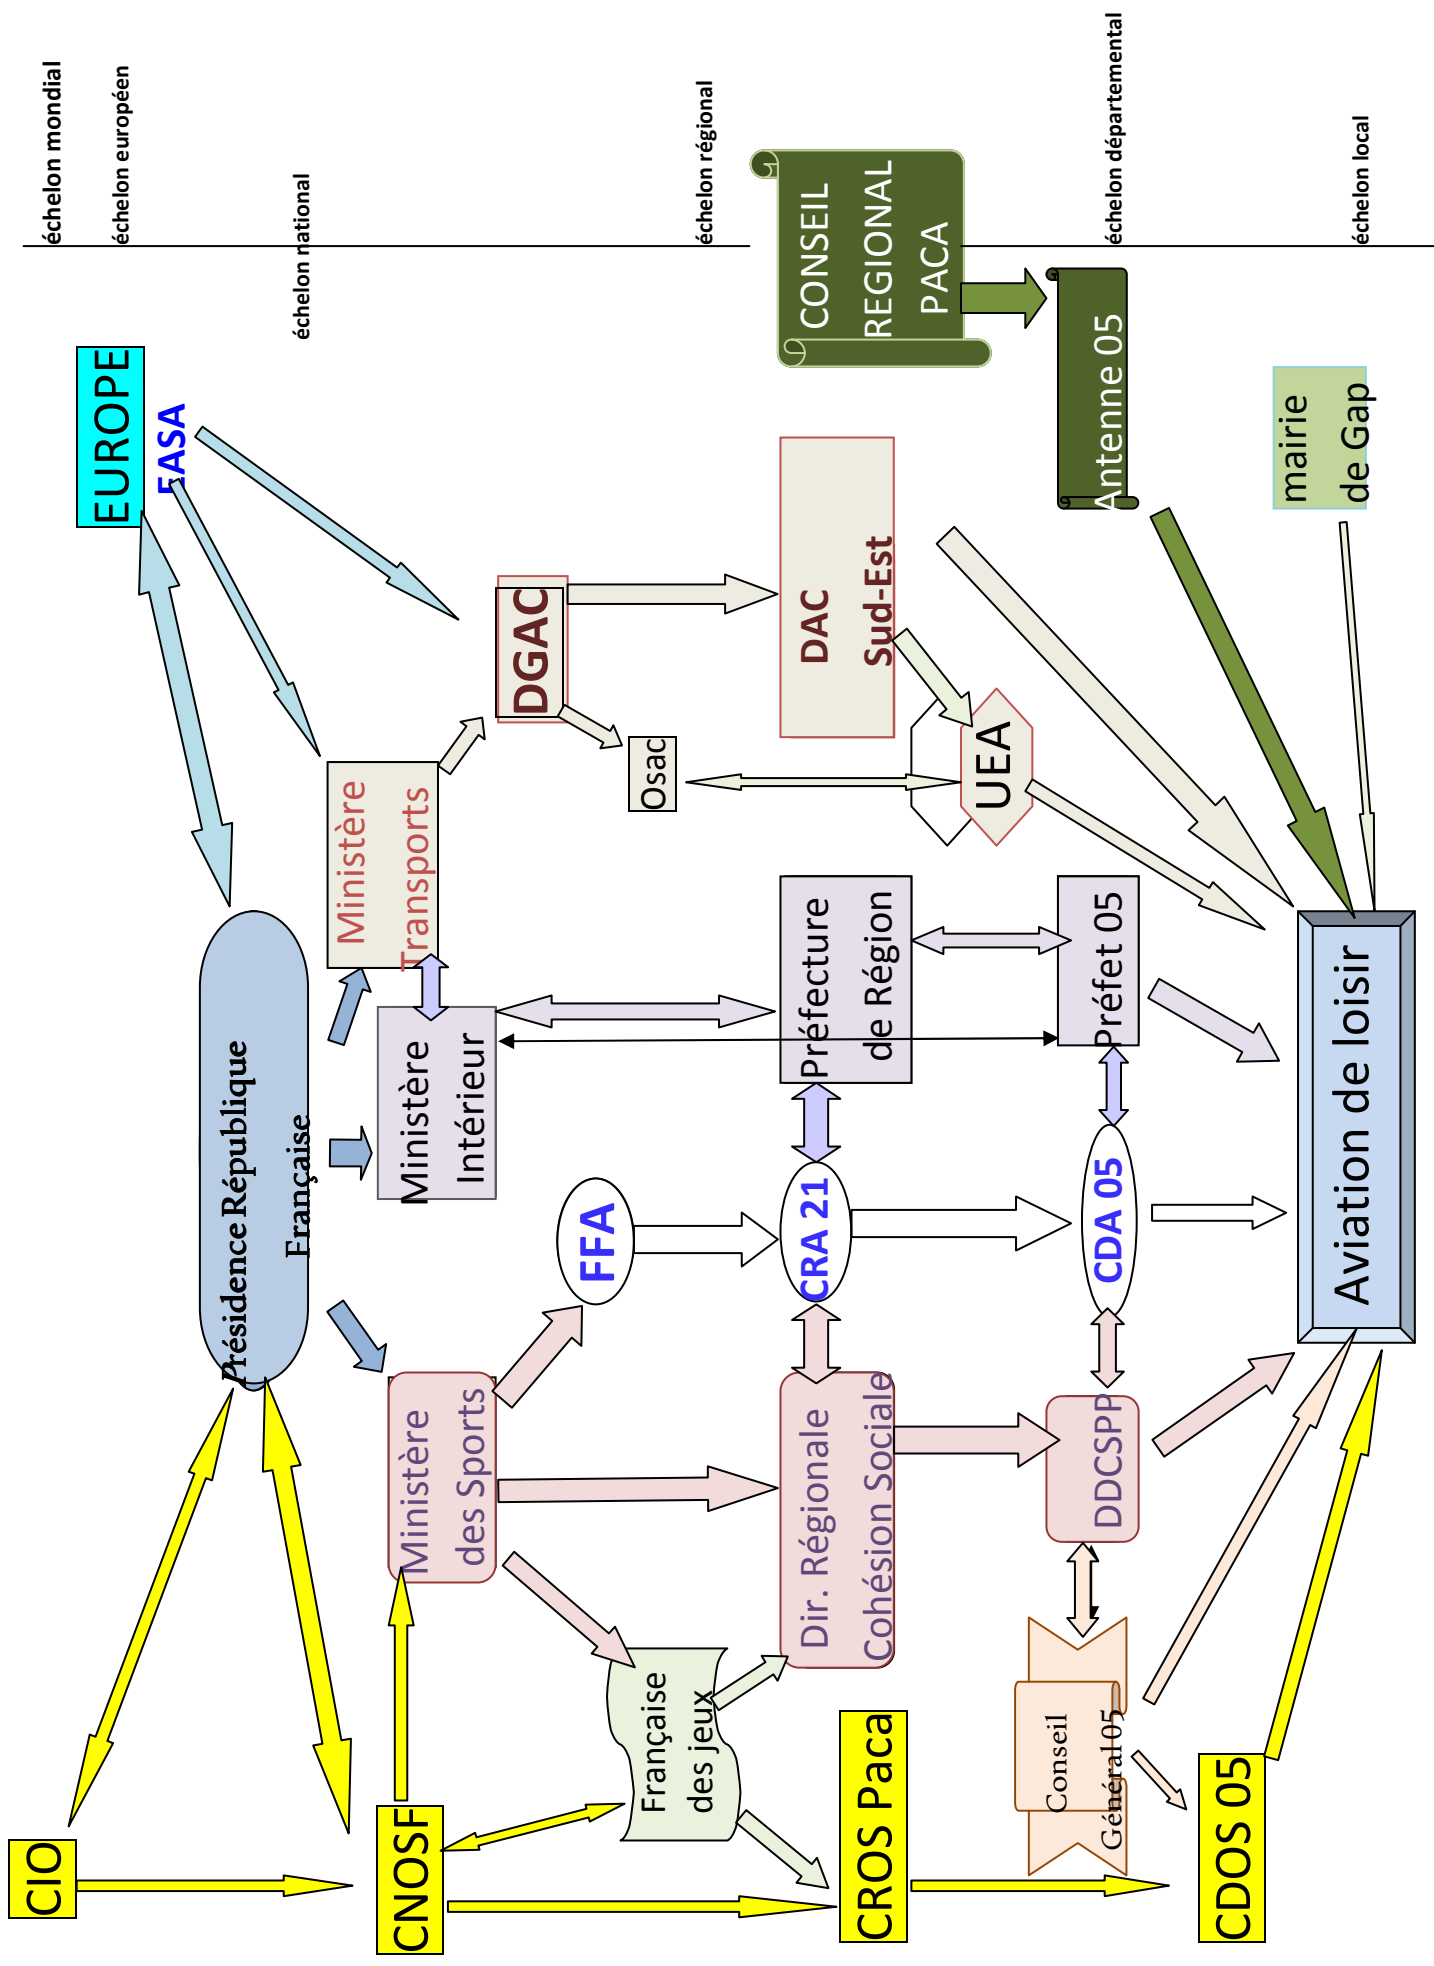 échelon mondial
échelon européen
échelon national
échelon régional
échelon départemental
échelon local
CIO
EUROPE
EASA
Présidence République
Française
CNOSF
Ministère
des Sports
Ministère
Intérieur
Ministère
Transports
DGAC
FFA
Osac
Française
des jeux
CROS Paca
Dir. Régionale
Cohésion Sociale
CRA 21
Préfecture
de Région
DAC
Sud-Est
CONSEIL
REGIONAL
PACA
UEA
Conseil
Général 05
DDCSPP
CDA 05
Préfet 05
Antenne 05
CDOS 05
Aviation de loisir
mairie
de Gap